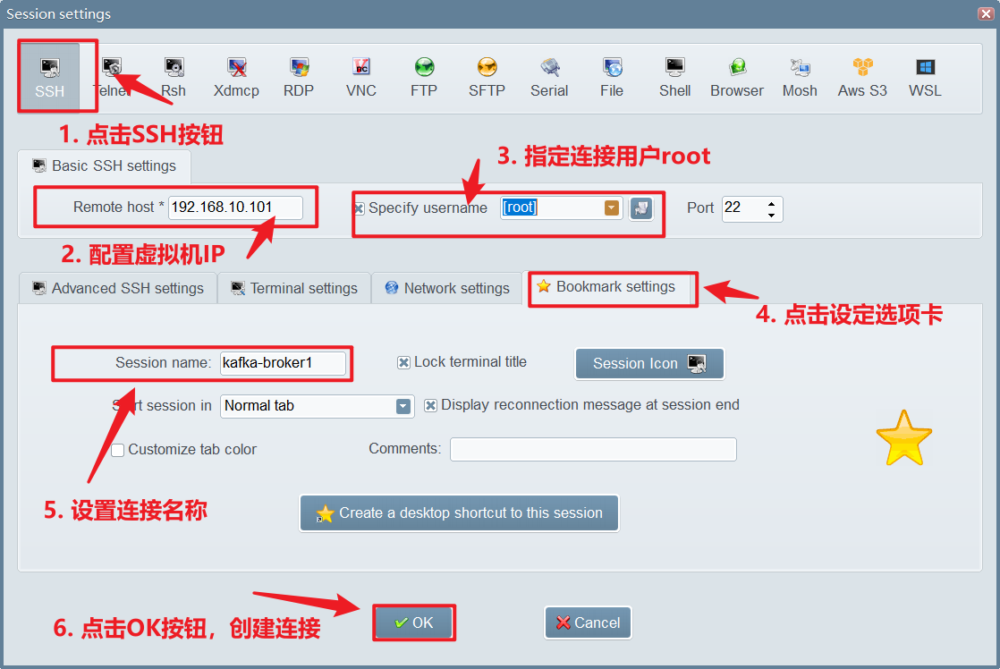 Session settings
SSH Telnet Rsh Xdmcp RDP VNC FTP SFTP Serial File Shell Browser Mosh Aws S3 WSL
1. 点击SSH按钮
3. 指定连接用户root
Basic SSH settings
Remote host * 192.168.10.101 Specify username [root] Port 22
2. 配置虚拟机IP
Advanced SSH settings Terminal settings Network settings Bookmark settings
4. 点击设定选项卡
Session name: kafka-broker1 Lock terminal title Session Icon
Start session in Normal tab Display reconnection message at session end
Customize tab color Comments:
5. 设置连接名称
Create a desktop shortcut to this session
6. 点击OK按钮，创建连接
OK Cancel